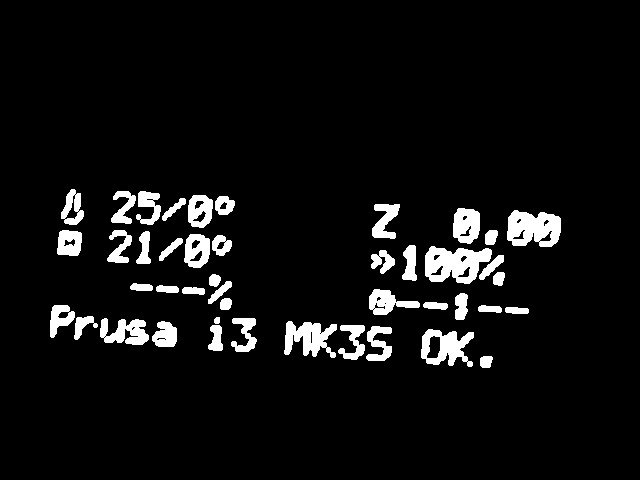 25/0° Z 0.00
21/0° »100%
---% --:--
Prusa i3 MK3S OK.